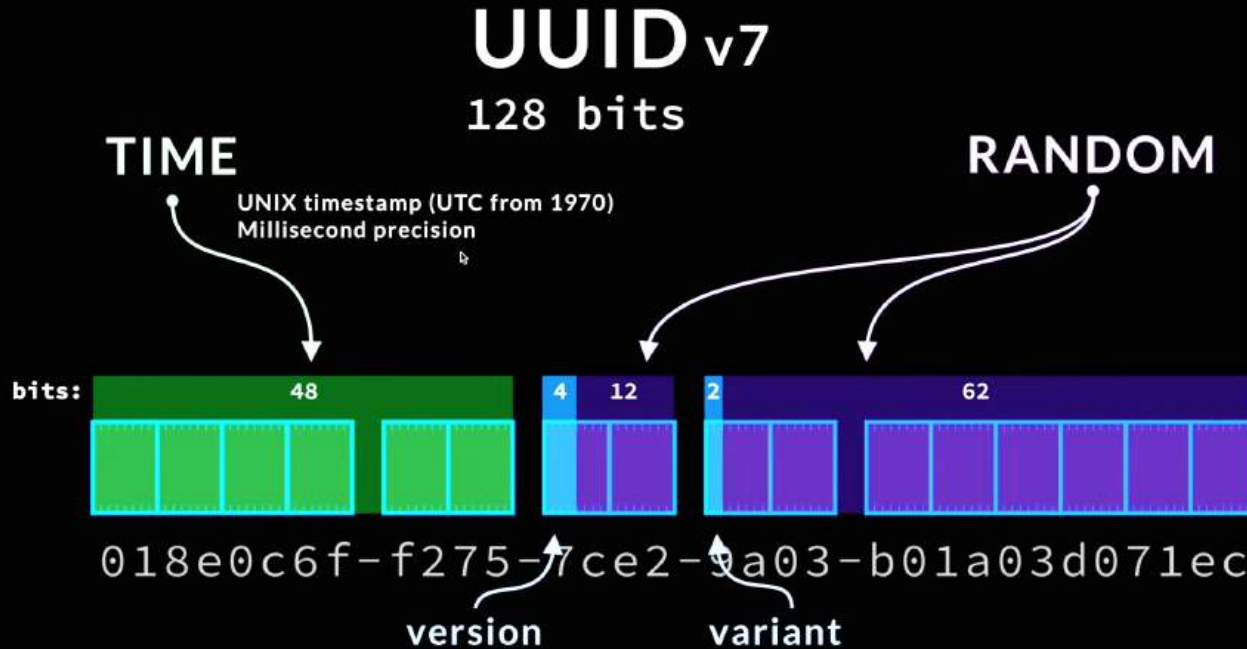 UUID v7
128 bits
TIME
RANDOM
UNIX timestamp (UTC from 1970)
Millisecond precision
bits: 48 4 12 2 62
018e0c6f-f275-7ce2-9a03-b01a03d071ec
version variant